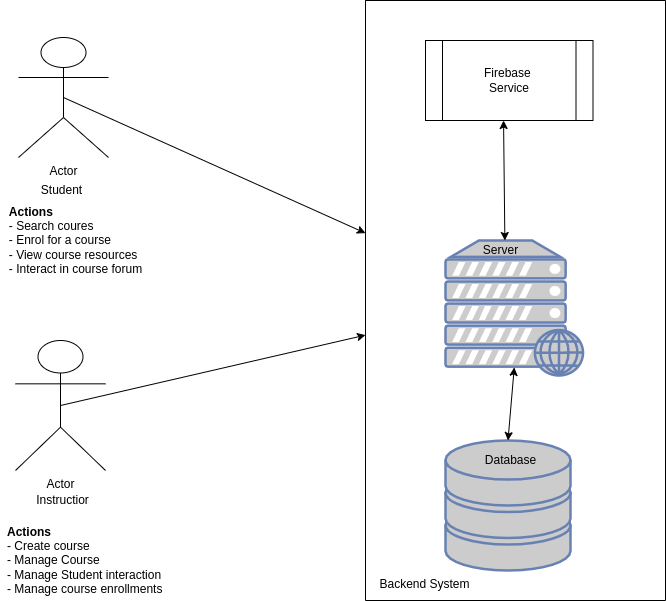 Actor
Student
Actions
- Search coures
- Enrol for a course
- View course resources
- Interact in course forum
Actor
Instructior
Actions
- Create course
- Manage Course
- Manage Student interaction
- Manage course enrollments
Firebase
Service
Server
Database
Backend System